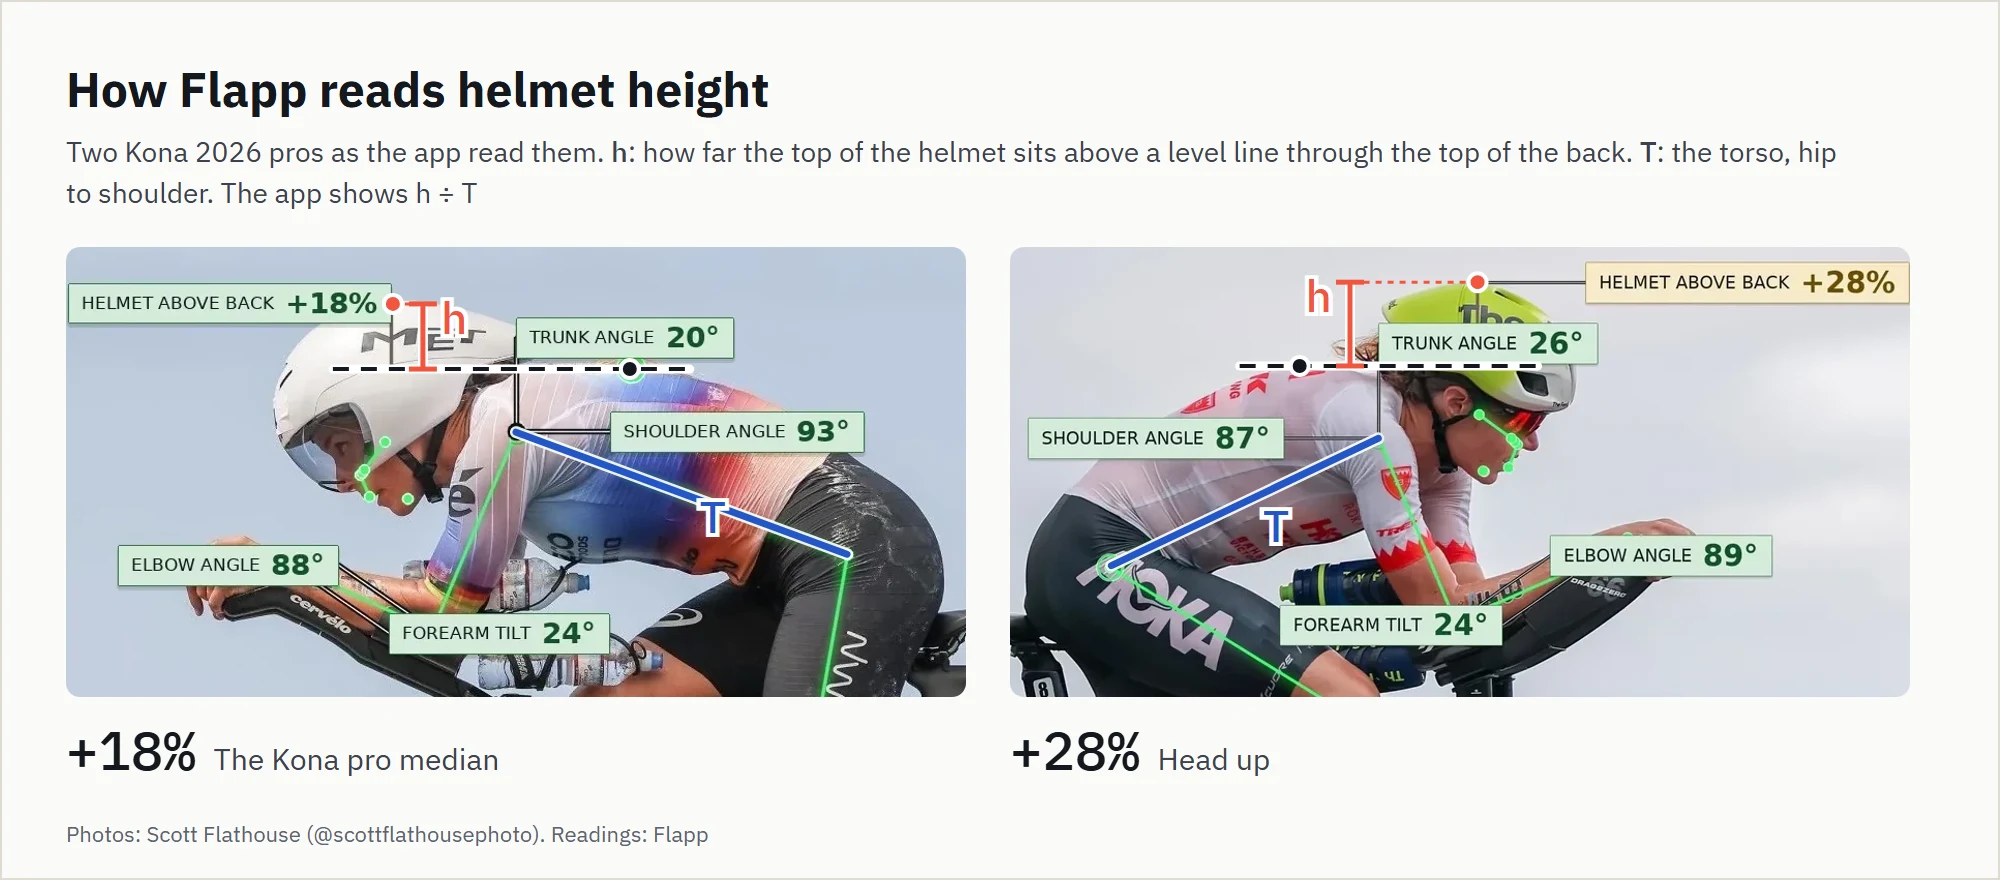 How Flapp reads helmet height
Two Kona 2026 pros as the app read them. h: how far the top of the helmet sits above a level line through the top of the back. T: the torso, hip
to shoulder. The app shows h ÷ T
HELMET ABOVE BACK +18%
h
MET
TRUNK ANGLE 20°
SHOULDER ANGLE 93°
T
é
ELBOW ANGLE 88°
cervélo
FOREARM TILT 24°
h
HELMET ABOVE BACK +28%
TRUNK ANGLE 26°
SHOULDER ANGLE 87°
T
TREK
ELBOW ANGLE 89°
DRAG2ZERO
HOKA
FOREARM TILT 24°
+18% The Kona pro median
+28% Head up
Photos: Scott Flathouse (@scottflathousephoto). Readings: Flapp